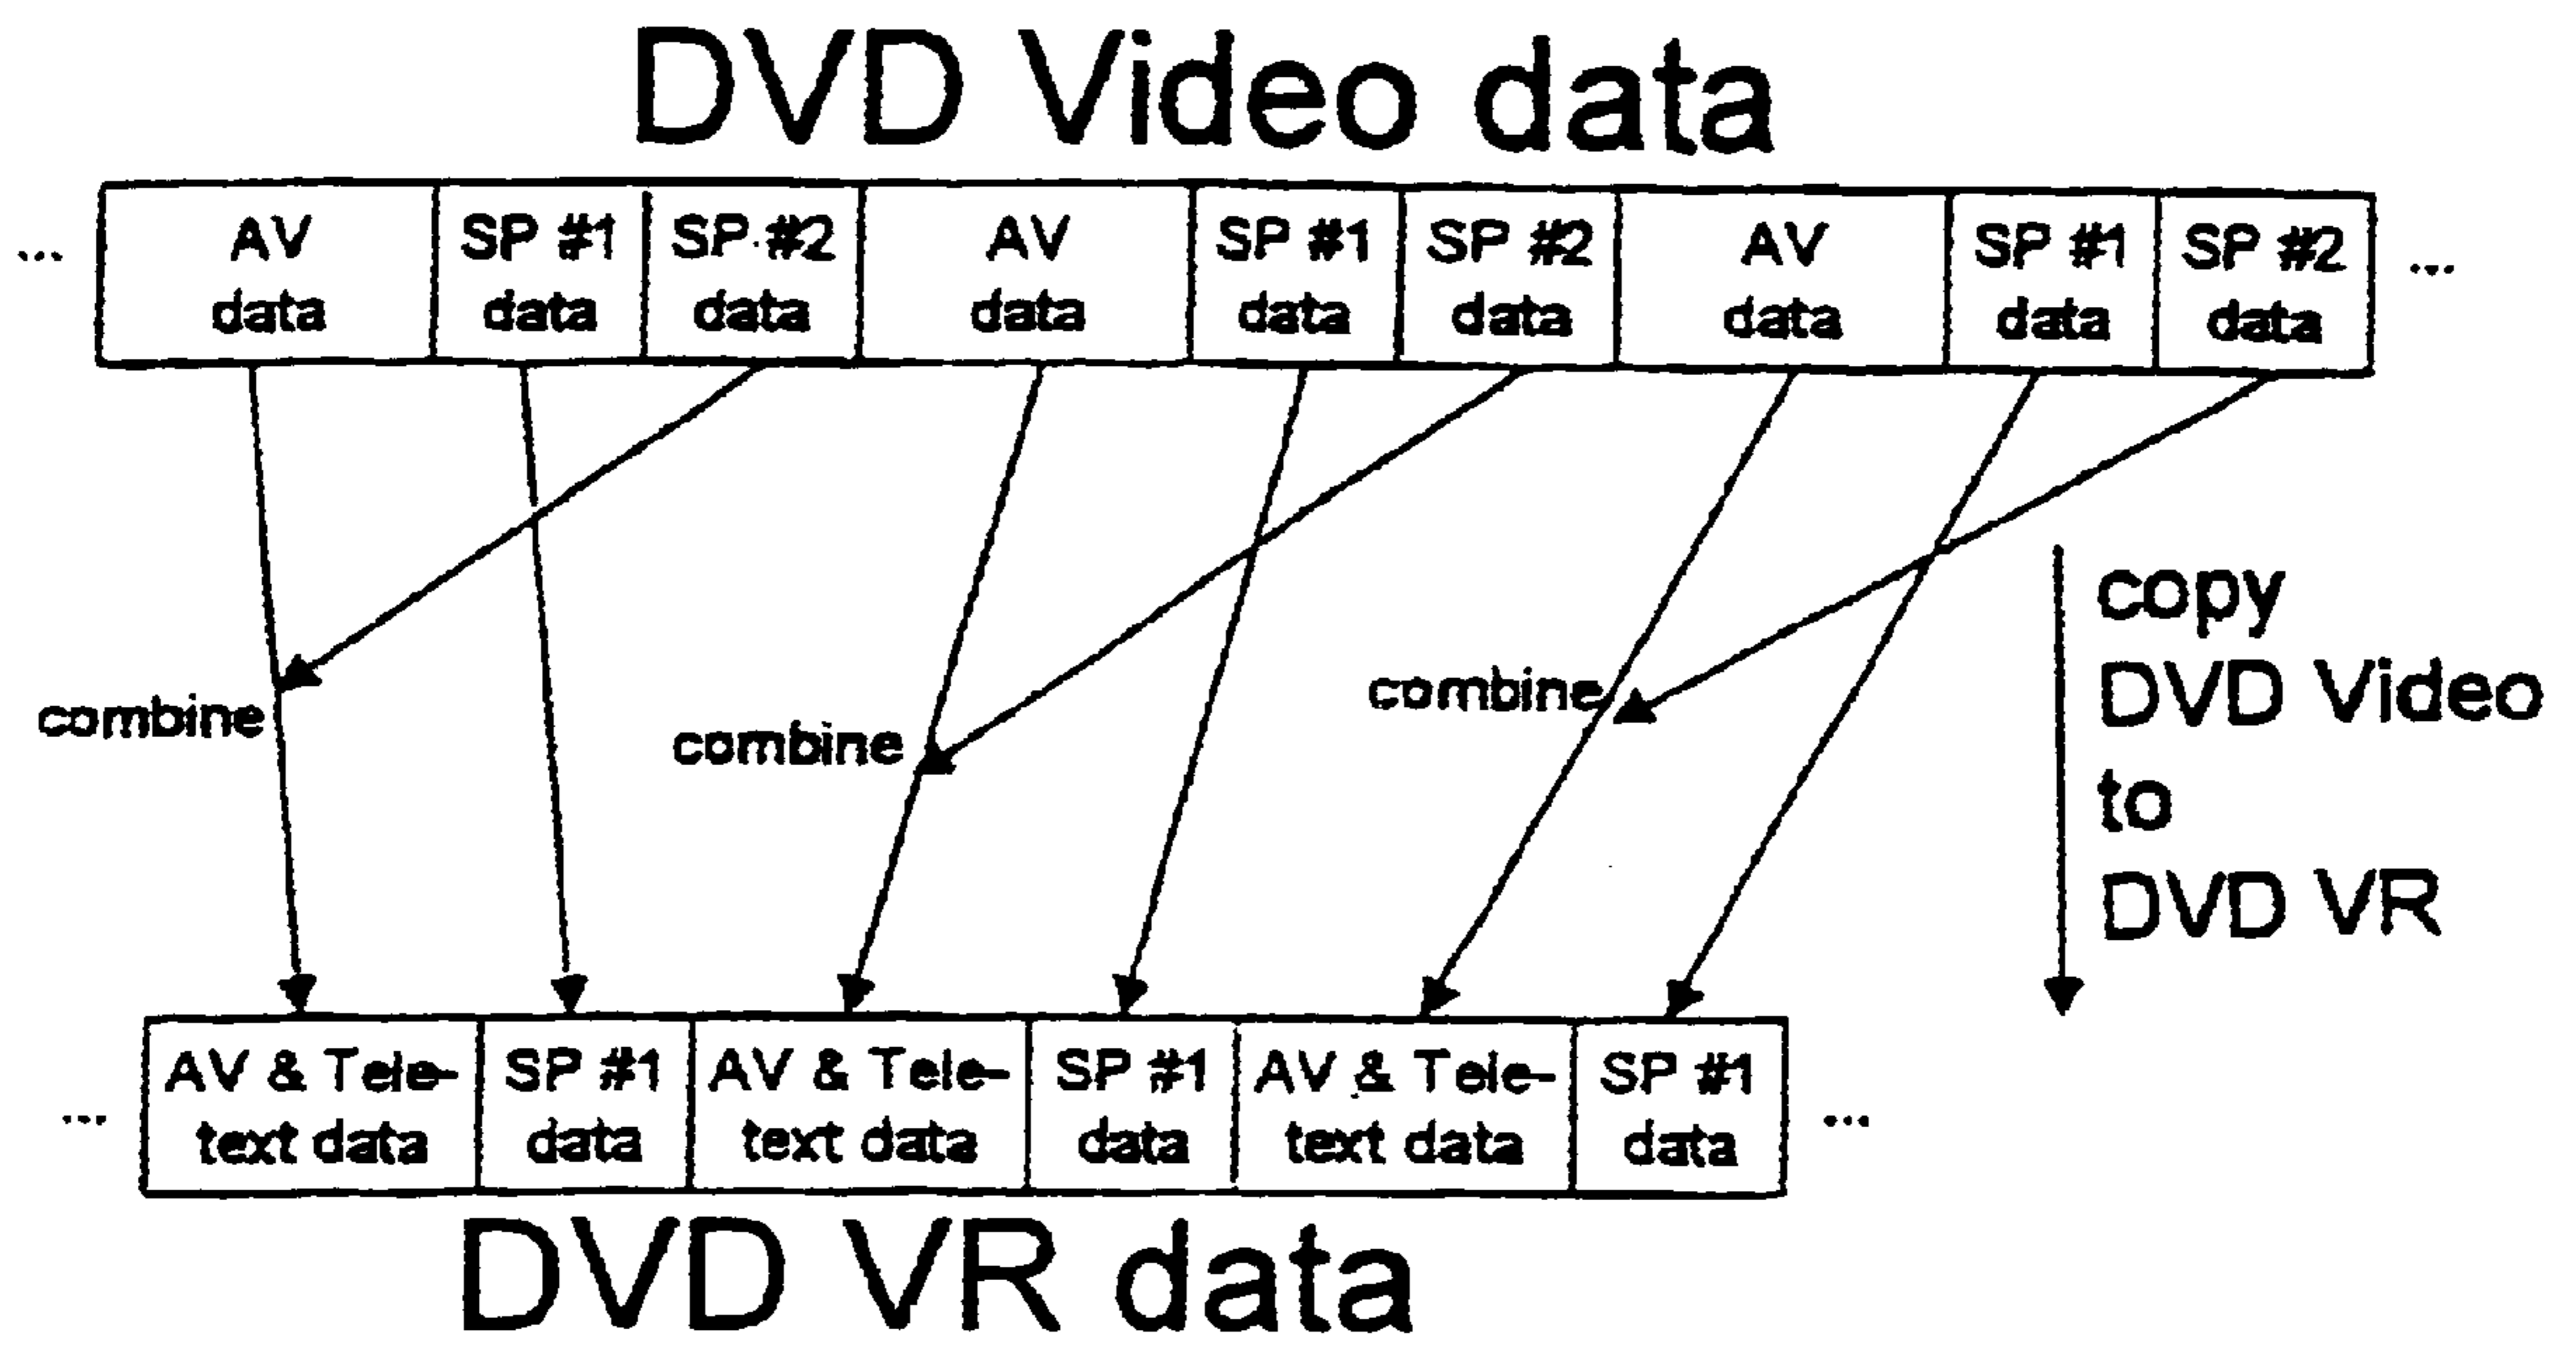 DVD Video data
... AV data SP #1 data SP #2 data AV data SP #1 data SP #2 data AV data SP #1 data SP #2 data ...
combine
combine
combine
copy
DVD Video
to
DVD VR
... AV & Tele-text data SP #1 data AV & Tele-text data SP #1 data AV & Tele-text data SP #1 data ...
DVD VR data